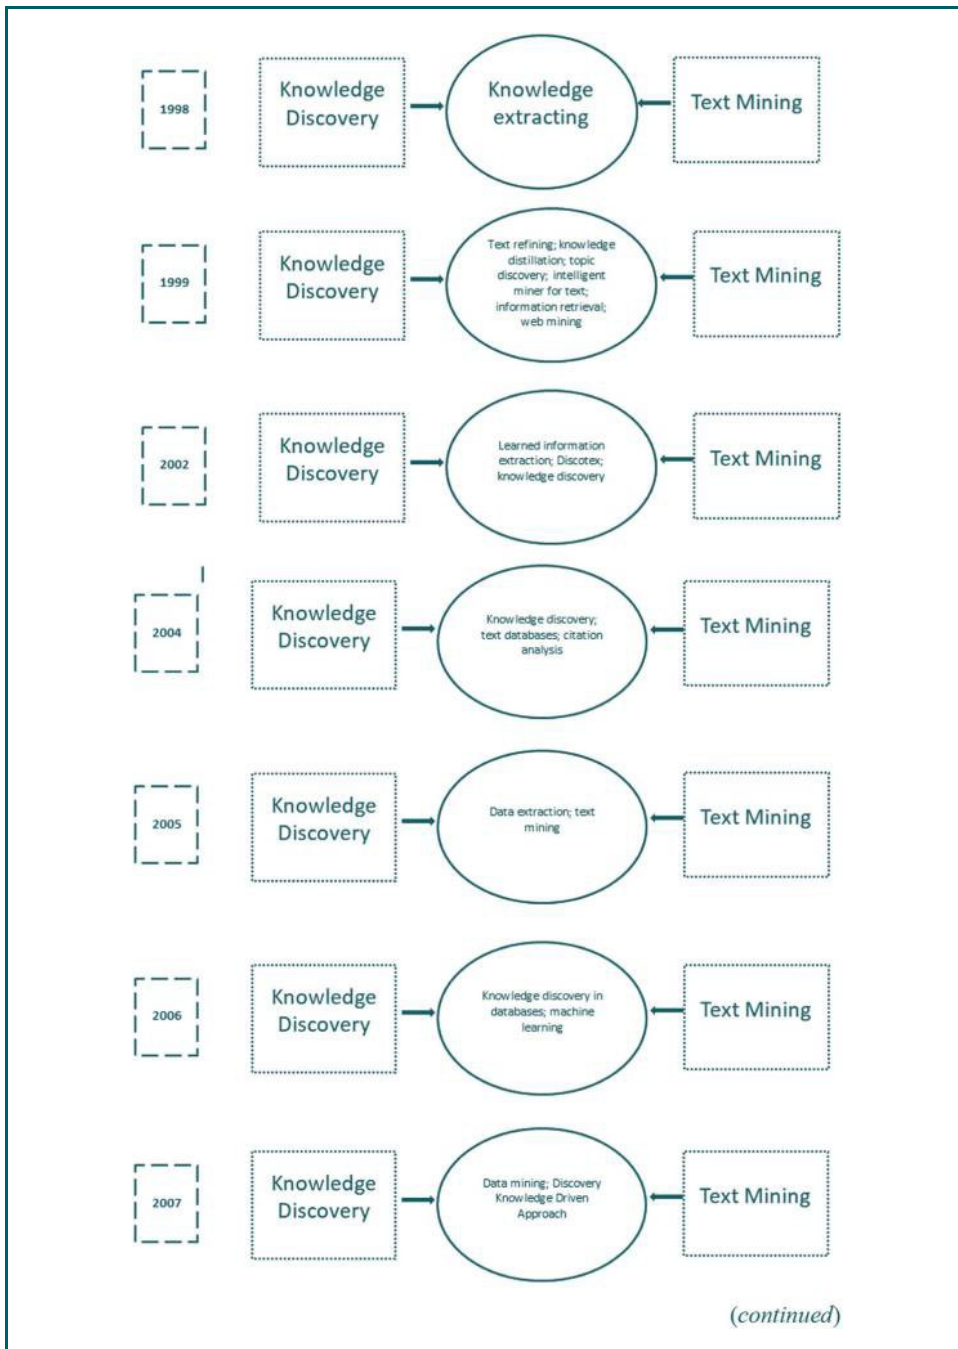 1998
Knowledge
Discovery
Knowledge
extracting
Text Mining
1999
Knowledge
Discovery
Text refining; knowledge
distillation; topic
discovery; intelligent
miner for text;
information retrieval;
web mining
Text Mining
2002
Knowledge
Discovery
Learned information
extraction; Discotex;
knowledge discovery
Text Mining
2004
Knowledge
Discovery
Knowledge discovery;
text databases; citation
analysis
Text Mining
2005
Knowledge
Discovery
Data extraction; text
mining
Text Mining
2006
Knowledge
Discovery
Knowledge discovery in
databases; machine
learning
Text Mining
2007
Knowledge
Discovery
Data mining; Discovery
Knowledge Driven
Approach
Text Mining
(continued)